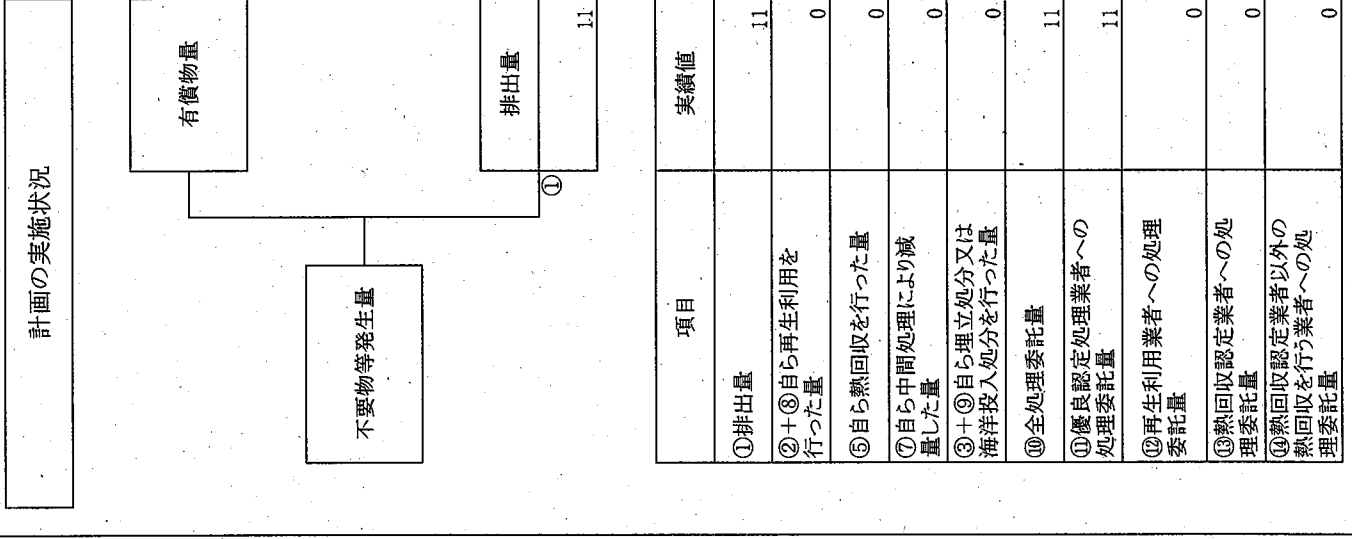 計画の実施状況
有償物量
不要物等発生量
排出量
①
11
項目
実績値
①排出量
11
②+⑧自ら再生利用を
行った量
0
⑤自ら熱回収を行った量
0
⑦自ら中間処理により減
量した量
0
③+⑨自ら埋立処分又は
海洋投入処分を行った量
0
⑩全処理委託量
11
⑪優良認定処理業者への
処理委託量
11
⑫再生利用業者への処理
委託量
0
⑬熱回収認定業者への処
理委託量
0
⑭熱回収認定業者以外の
熱回収を行う業者への処
理委託量
0